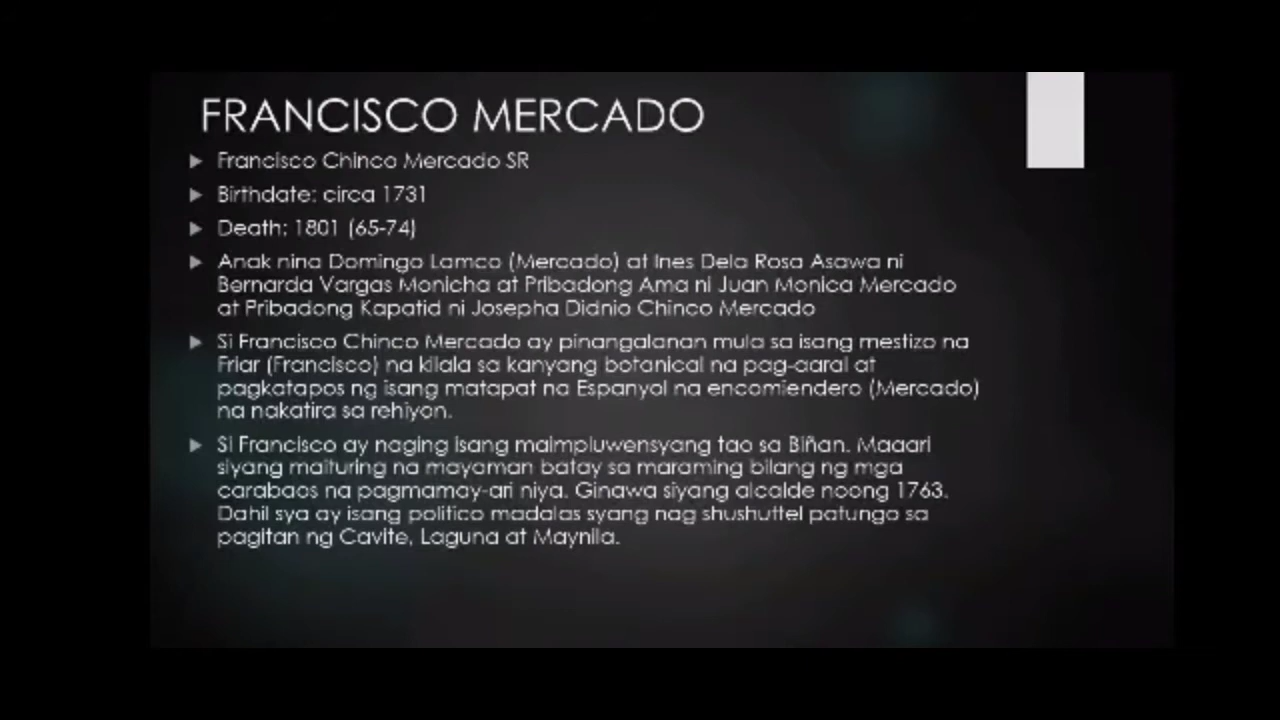 FRANCISCO MERCADO
Francisco Chinco Mercado SR
Birthdate: circa 1731
Death: 1801 (65-74)
Anak nina Domingo Lamco (Mercado) at Ines Dela Rosa Asawa ni
Bernarda Vargas Monicha at Pribadong Ama ni Juan Monica Mercado
at Pribadong Kapatid ni Josepha Didnio Chinco Mercado
Si Francisco Chinco Mercado ay pinangalanan mula sa isang mestizo na
Friar (Francisco) na kilala sa kanyang botanical na pag-aaral at
pagkatapos ng isang matapat na Espanyol na encomiendero (Mercado)
na nakatira sa rehiyon.
Si Francisco ay naging isang maimpluwensyang tao sa Biñan. Maaari
siyang maituring na mayaman batay sa maraming bilang ng mga
carabaos na pagmamay-ari niya. Ginawa siyang alcalde noong 1763.
Dahil sya ay isang politico madalas syang nag shushuttel patungo sa
pagitan ng Cavite, Laguna at Maynila.